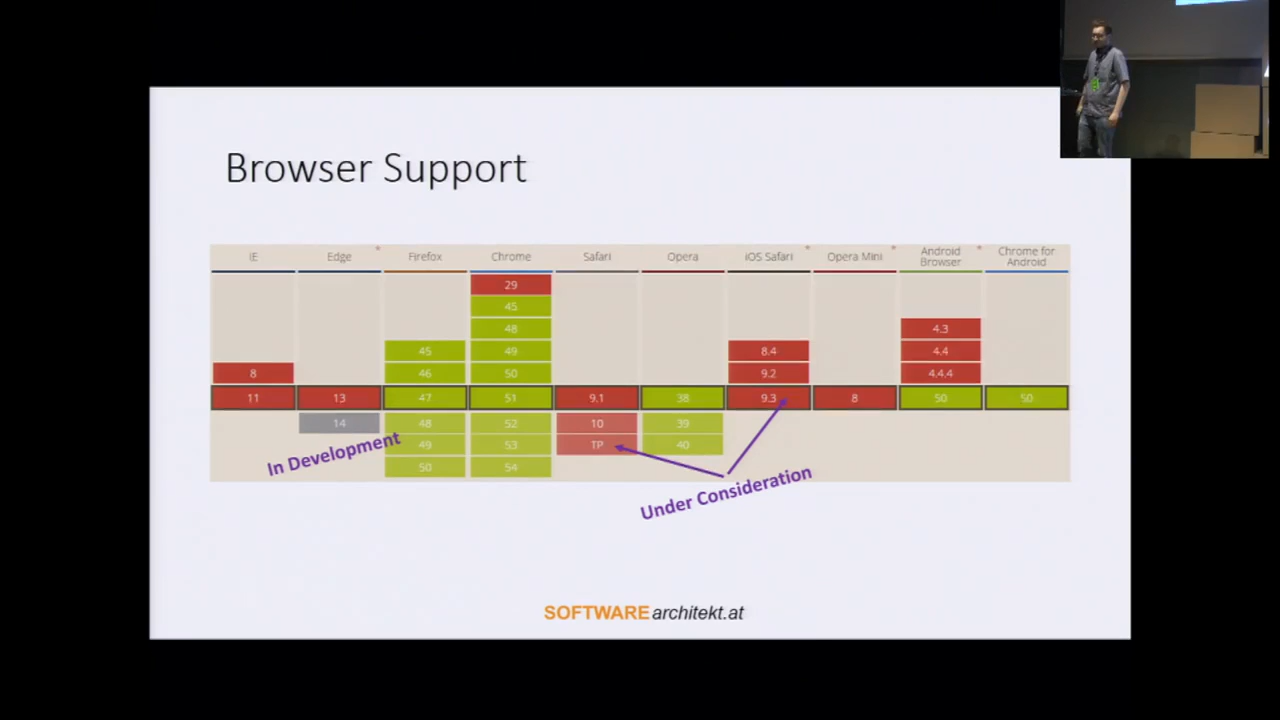 Browser Support
IE Edge * Firefox Chrome Safari Opera iOS Safari * Opera Mini * Android Browser * Chrome for Android
29
45
48
4.3
45 49 8.4 4.4
8 46 50 9.2 4.4.4
11 13 47 51 9.1 38 9.3 8 50 50
14 48 52 10 39
49 53 TP 40
50 54
In Development
Under Consideration
SOFTWAREarchitekt.at